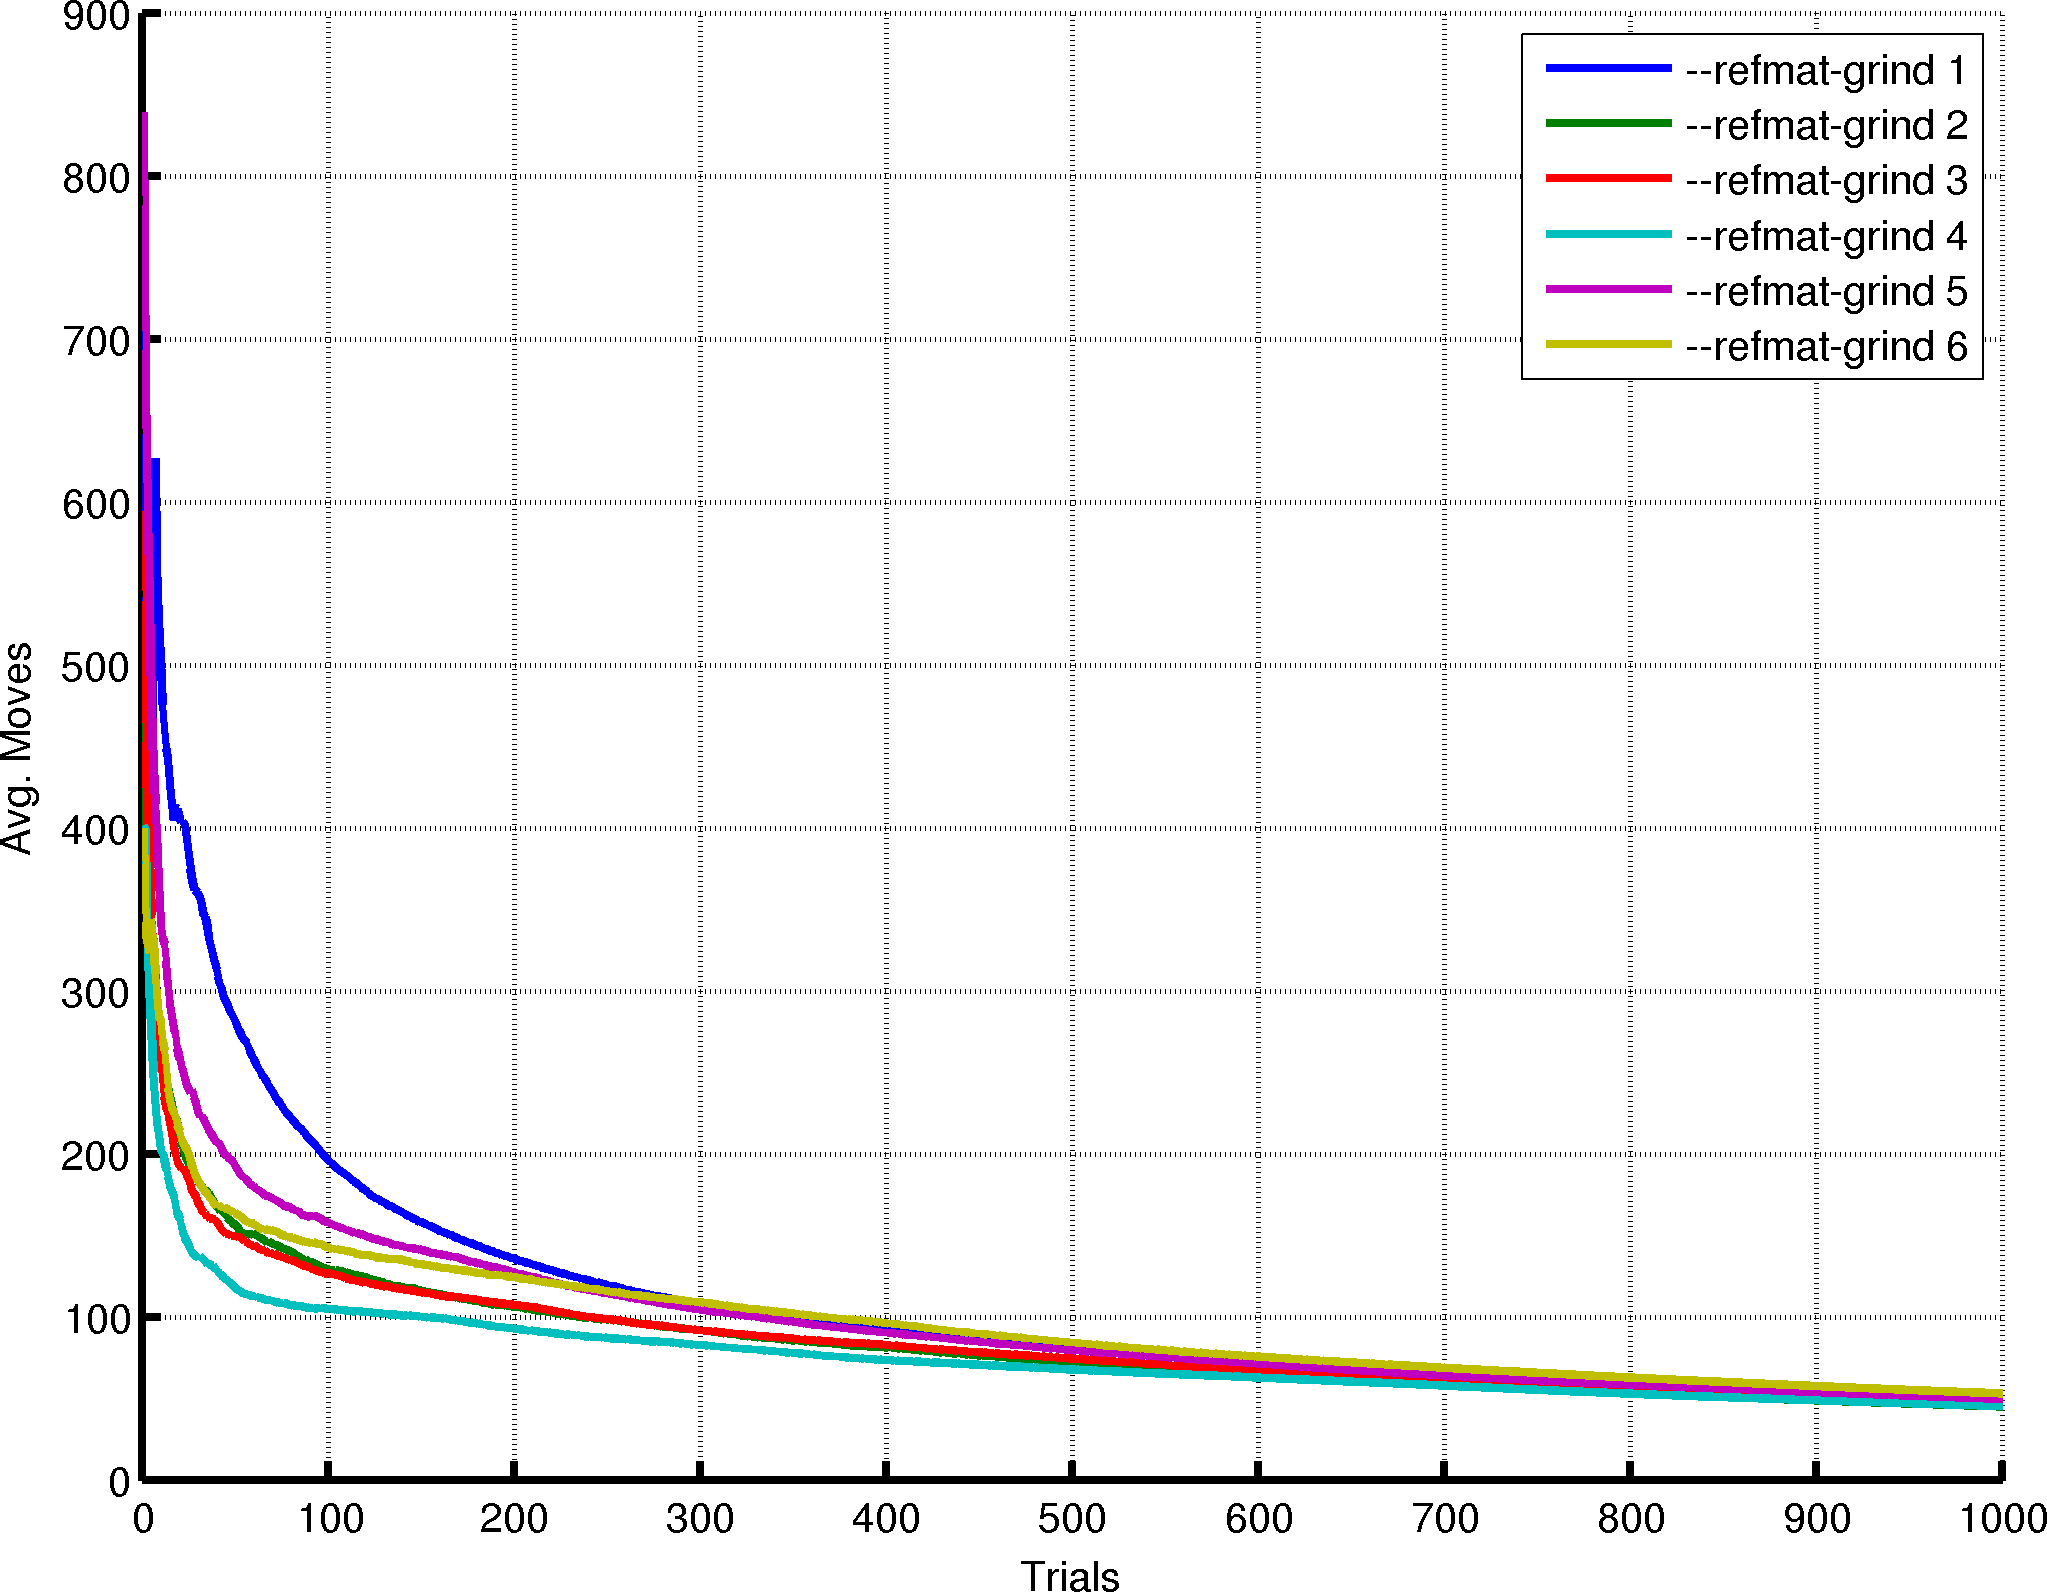 900
800
700
600
500
400
300
200
100
0
Avg. Moves
0 100 200 300 400 500 600 700 800 900 1000
Trials
--refmat-grind 1
--refmat-grind 2
--refmat-grind 3
--refmat-grind 4
--refmat-grind 5
--refmat-grind 6